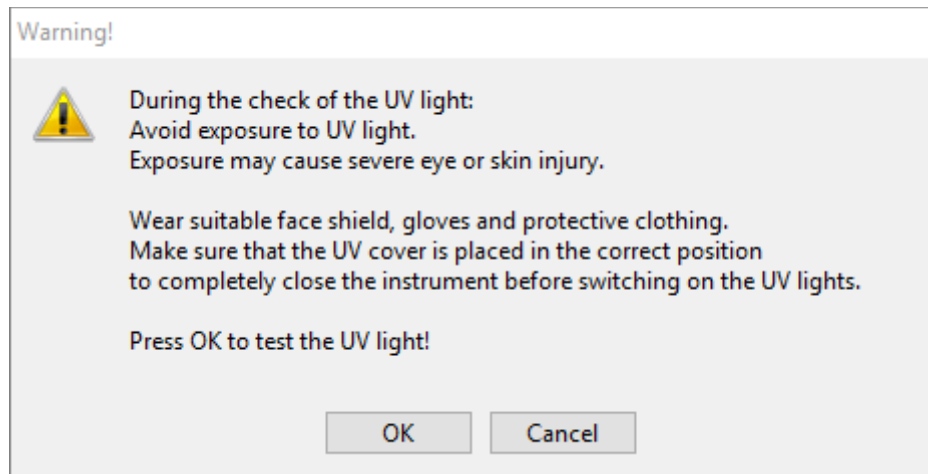 Warning!
During the check of the UV light:
Avoid exposure to UV light.
Exposure may cause severe eye or skin injury.
Wear suitable face shield, gloves and protective clothing.
Make sure that the UV cover is placed in the correct position
to completely close the instrument before switching on the UV lights.
Press OK to test the UV light!
OK Cancel